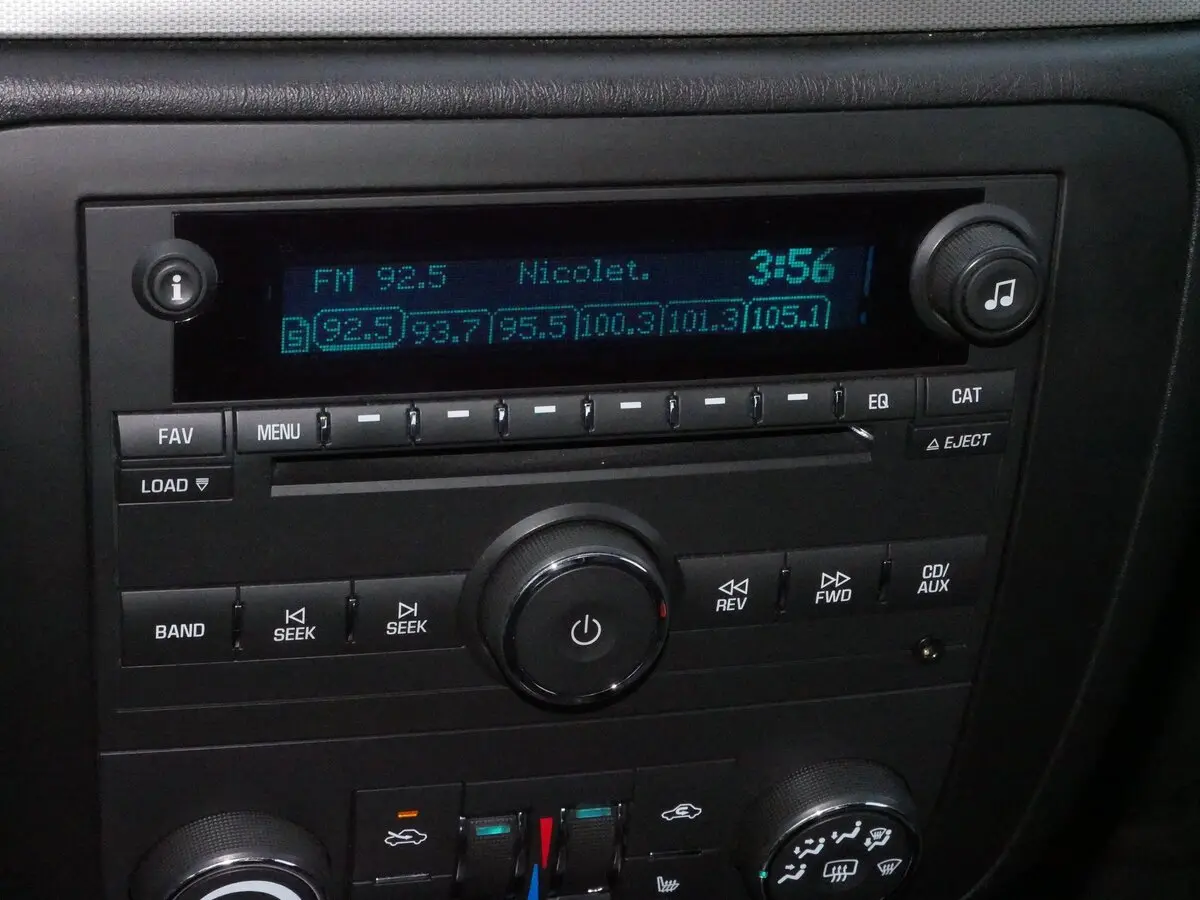 FM 92.5 Nicolet. 3:56
92.5 93.7 95.5 100.3 101.3 105.1
i
FAV MENU EQ CAT
LOAD EJECT
BAND SEEK SEEK REV FWD CD/AUX